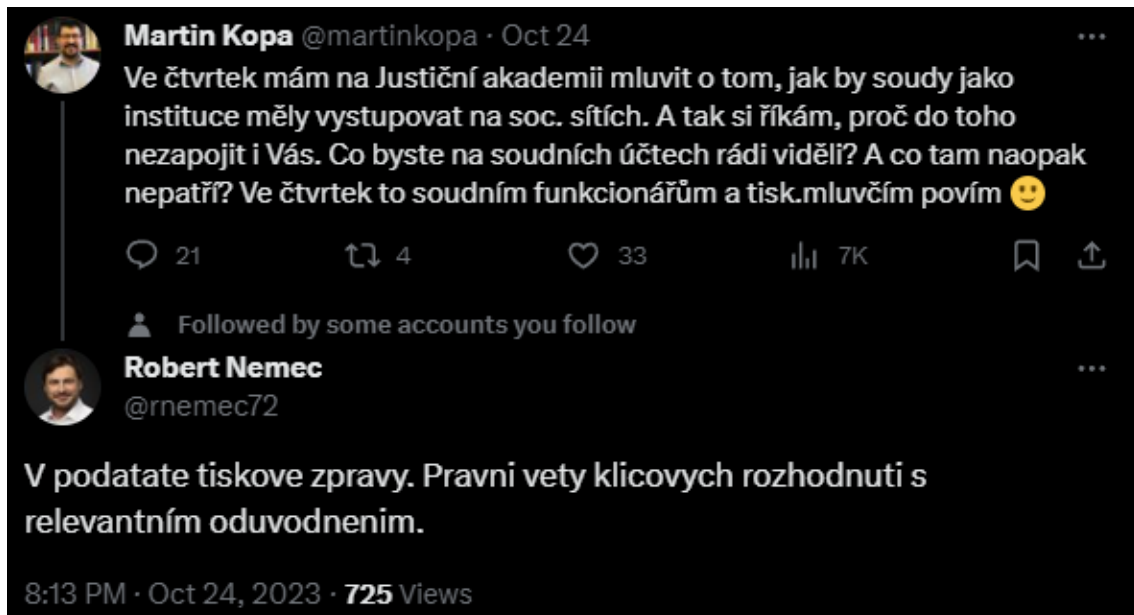 Martin Kopa @martinkopa · Oct 24
Ve čtvrtek mám na Justiční akademii mluvit o tom, jak by soudy jako
instituce měly vystupovat na soc. sítích. A tak si říkám, proč do toho
nezapojit i Vás. Co byste na soudních účtech rádi viděli? A co tam naopak
nepatří? Ve čtvrtek to soudním funkcionářům a tisk.mluvčím povím 🙂
21 4 33 7K
Followed by some accounts you follow
Robert Nemec
@rnemec72
V podatate tiskove zpravy. Pravni vety klicovych rozhodnuti s
relevantním oduvodnenim.
8:13 PM · Oct 24, 2023 · 725 Views